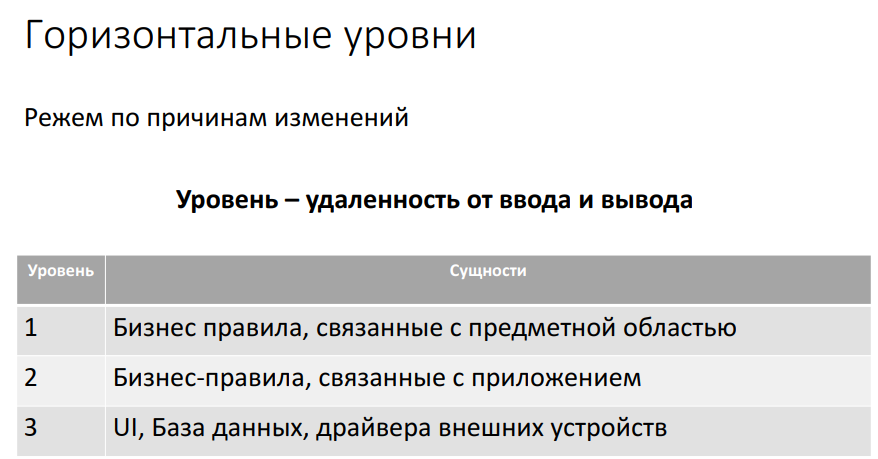 Горизонтальные уровни
Режем по причинам изменений
Уровень – удаленность от ввода и вывода
Уровень Сущности
1 Бизнес правила, связанные с предметной областью
2 Бизнес-правила, связанные с приложением
3 UI, База данных, драйвера внешних устройств